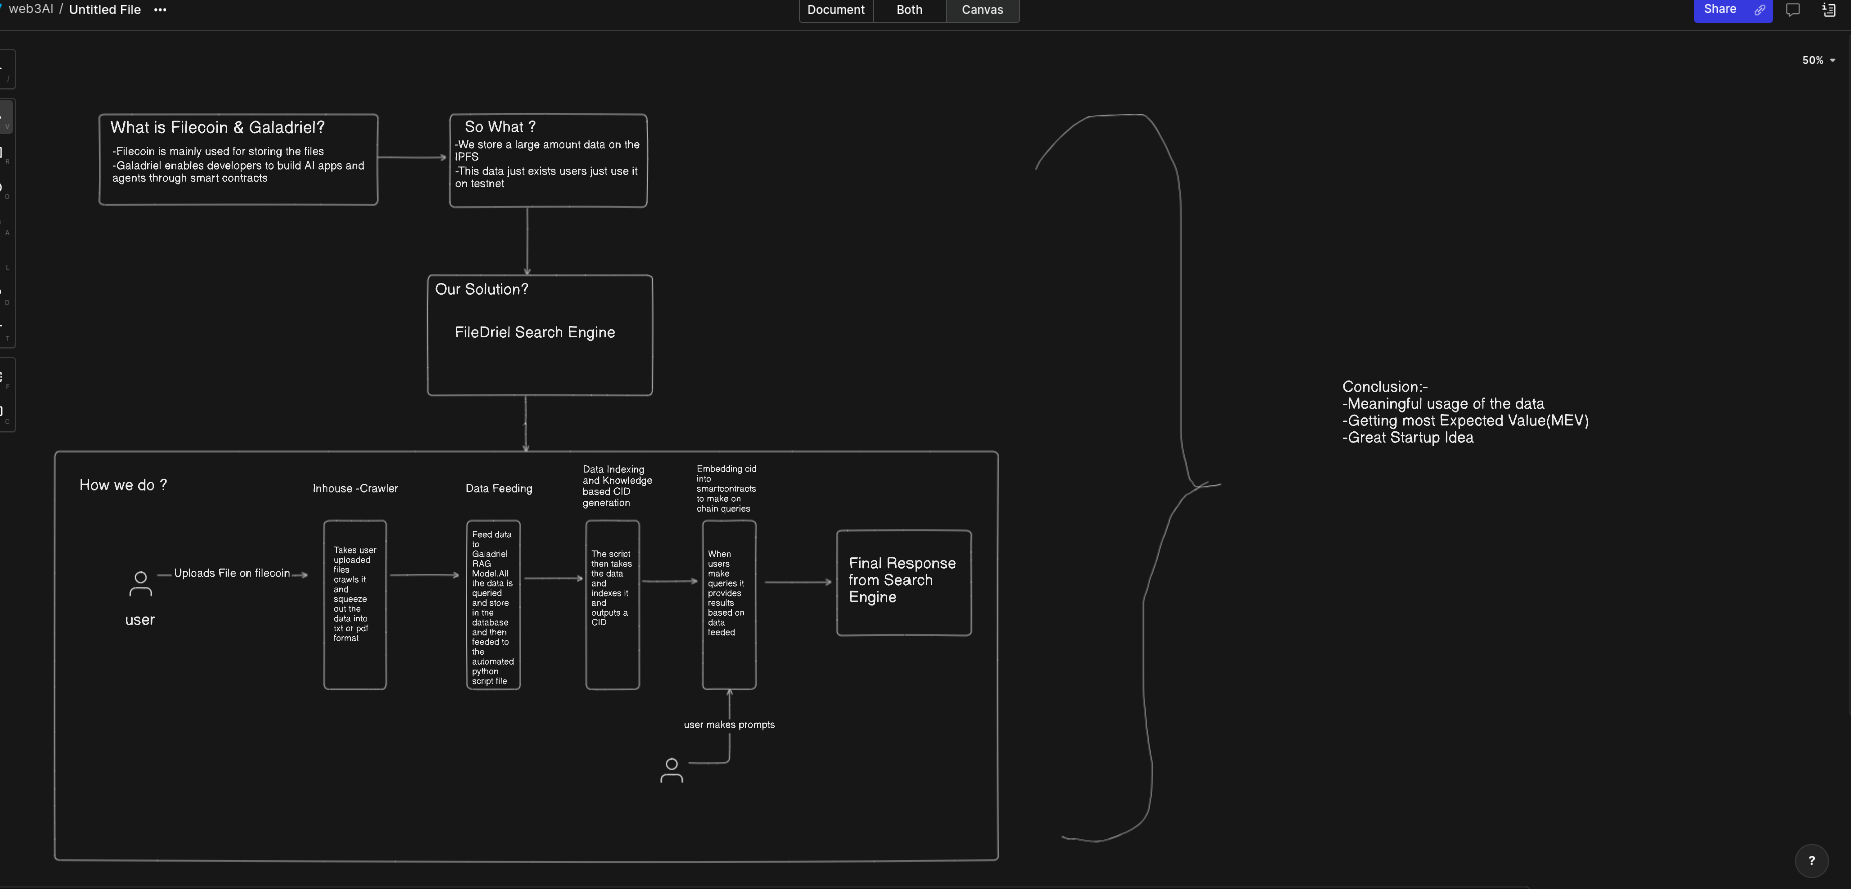 web3AI / Untitled File •••
Document
Both
Canvas
Share
50%
What is Filecoin & Galadriel?
-Filecoin is mainly used for storing the files
-Galadriel enables developers to build AI apps and
agents through smart contracts
So What ?
-We store a large amount data on the
IPFS
-This data just exists users just use it
on testnet
Our Solution?
FileDriel Search Engine
How we do ?
Uploads File on filecoin
user
Inhouse -Crawler
Takes user
uploaded
files
crawls it
and
squeeze
out the
data into
txt or pdf
format
Data Feeding
Feed data
to
Galadriel
RAG
Model.All
the data is
queried
and store
in the
database
and then
feeded to
the
automated
python
script file
Data Indexing
and Knowledge
based CID
generation
The script
then takes
the data
and
indexes it
and
outputs a
CID
Embedding cid
into
smartcontracts
to make on
chain queries
When
users
make
queries it
provides
results
based on
data
feeded
user makes prompts
Final Response
from Search
Engine
Conclusion:-
-Meaningful usage of the data
-Getting most Expected Value(MEV)
-Great Startup Idea
V
R
O
A
L
D
T
F
C
?